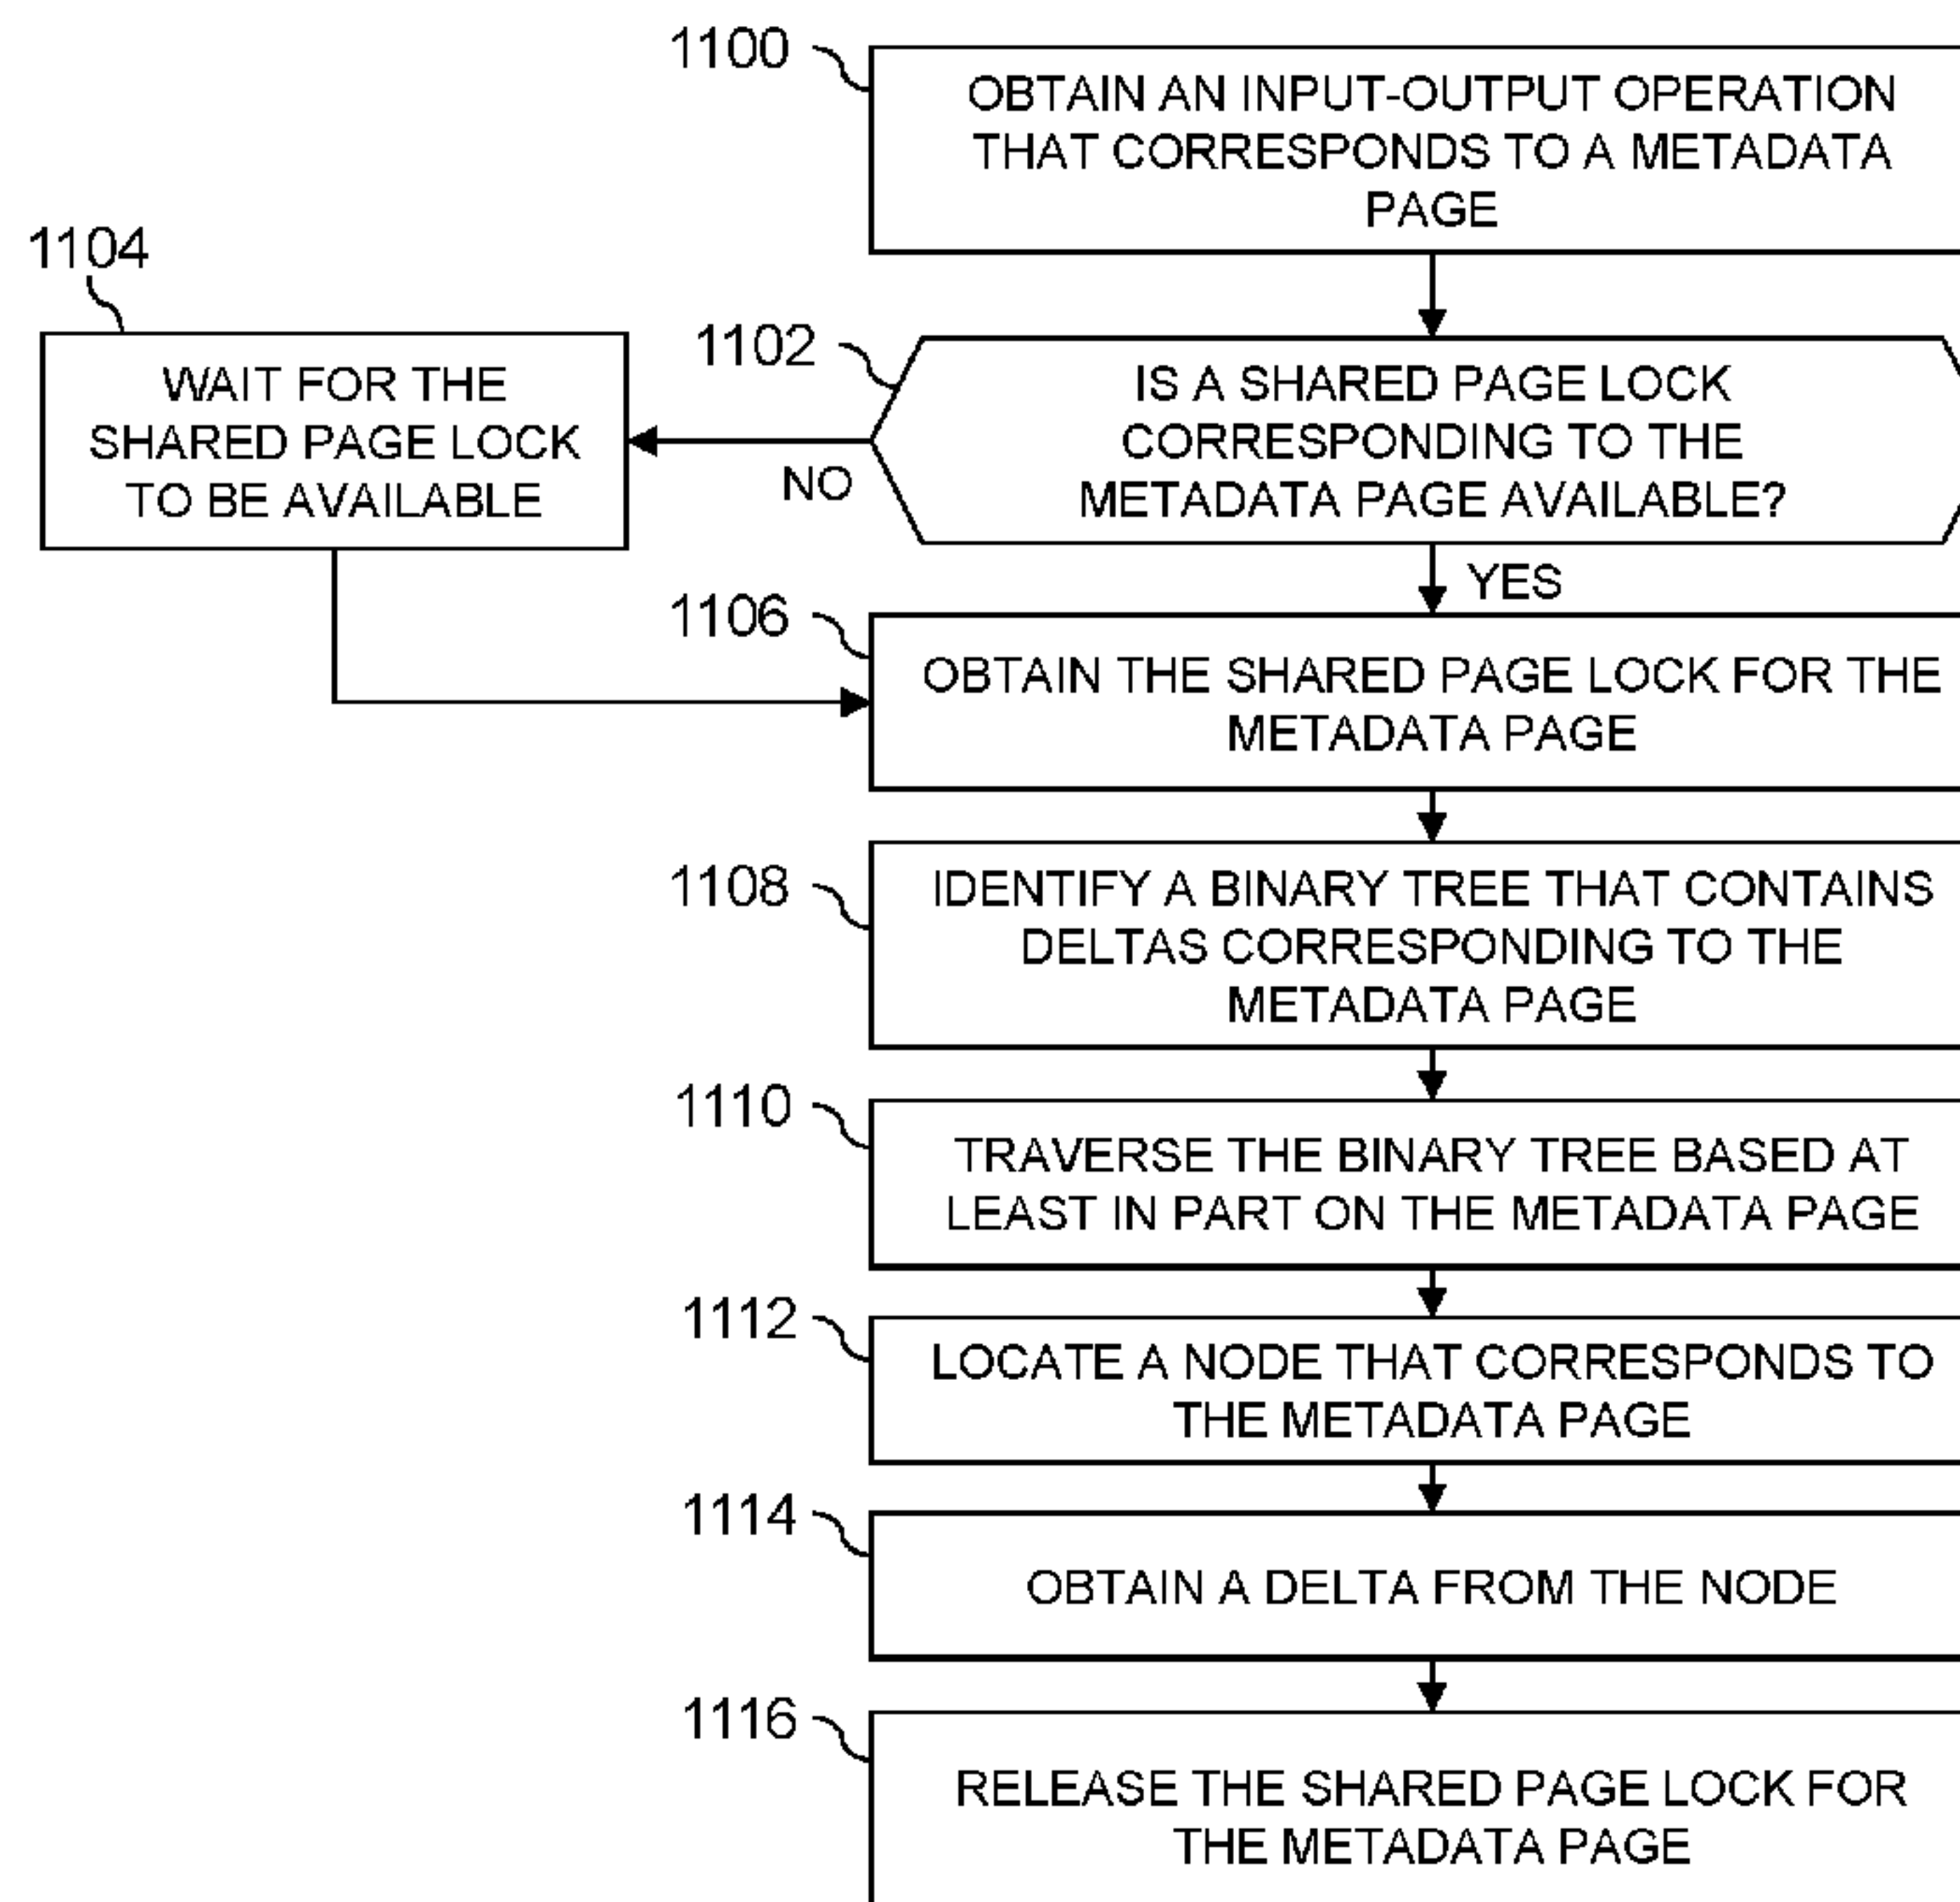 1100
OBTAIN AN INPUT-OUTPUT OPERATION
THAT CORRESPONDS TO A METADATA
PAGE
1104
WAIT FOR THE
SHARED PAGE LOCK
TO BE AVAILABLE
1102
IS A SHARED PAGE LOCK
CORRESPONDING TO THE
METADATA PAGE AVAILABLE?
NO
YES
1106
OBTAIN THE SHARED PAGE LOCK FOR THE
METADATA PAGE
1108
IDENTIFY A BINARY TREE THAT CONTAINS
DELTAS CORRESPONDING TO THE
METADATA PAGE
1110
TRAVERSE THE BINARY TREE BASED AT
LEAST IN PART ON THE METADATA PAGE
1112
LOCATE A NODE THAT CORRESPONDS TO
THE METADATA PAGE
1114
OBTAIN A DELTA FROM THE NODE
1116
RELEASE THE SHARED PAGE LOCK FOR
THE METADATA PAGE